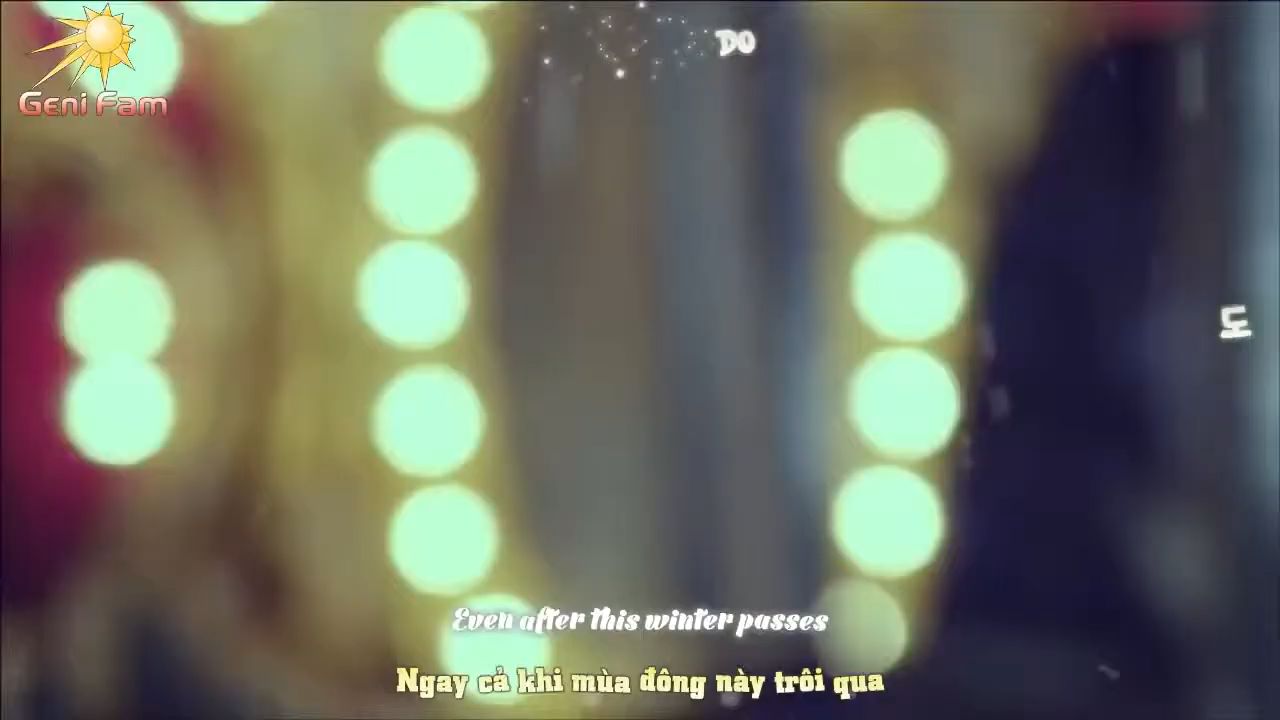 Geni Fam
DO
도
Even after this winter passes
Ngay cả khi mùa đông này trôi qua